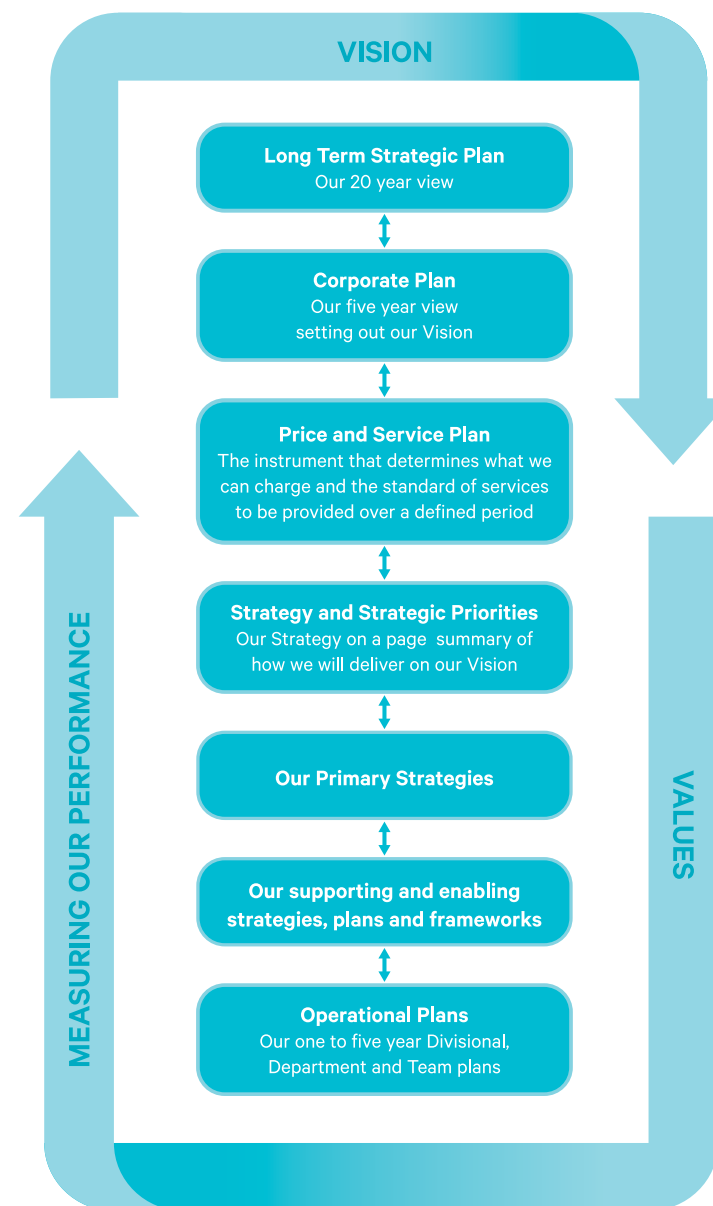 VISION
Long Term Strategic Plan
Our 20 year view
Corporate Plan
Our five year view
setting out our Vision
Price and Service Plan
The instrument that determines what we
can charge and the standard of services
to be provided over a defined period
Strategy and Strategic Priorities
Our Strategy on a page summary of
how we will deliver on our Vision
Our Primary Strategies
Our supporting and enabling
strategies, plans and frameworks
Operational Plans
Our one to five year Divisional,
Department and Team plans
MEASURING OUR PERFORMANCE
VALUES